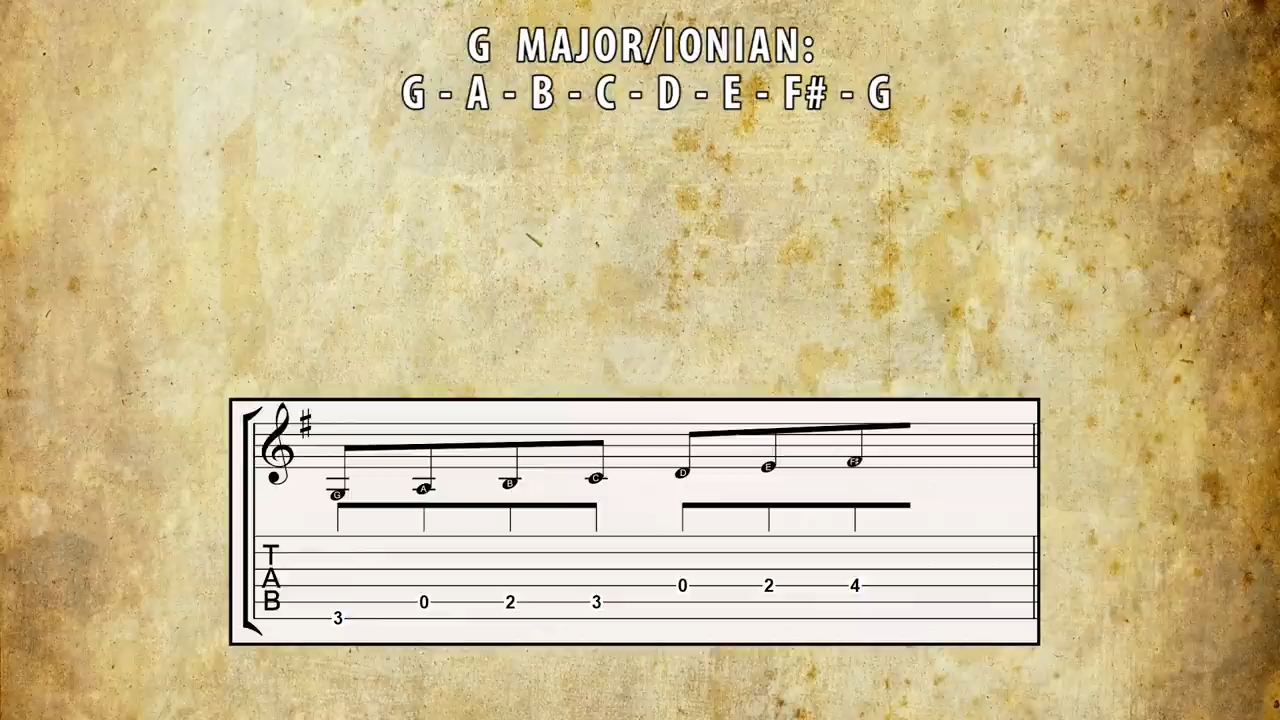 G MAJOR/IONIAN:
G - A - B - C - D - E - F# - G
G A B C D E F#
T
A
B
0 2 4
0 2 3
3